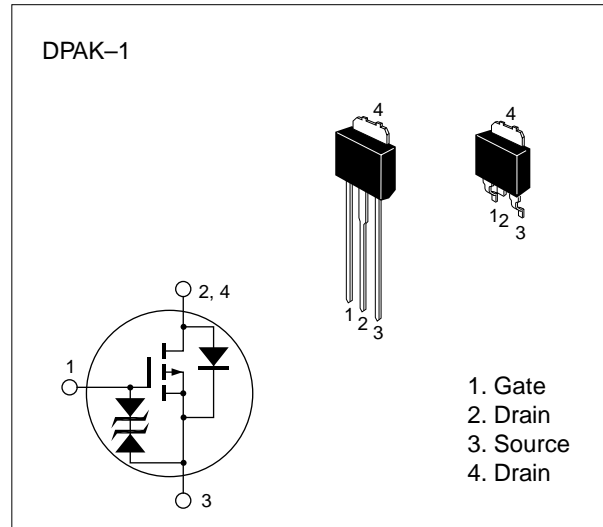 DPAK–1
4
4
1 2 3
1 2 3
2, 4
1
3
1. Gate
2. Drain
3. Source
4. Drain